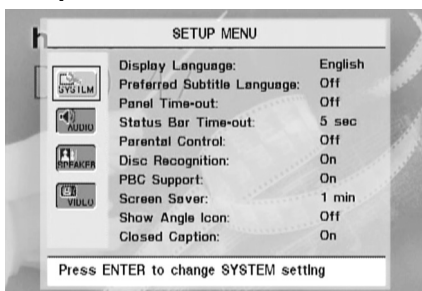 h
SETUP MENU
SYSTEM
AUDIO
SPEAKER
VIDEO
Display Language: English
Preferred Subtitle Language: Off
Panel Time-out: Off
Status Bar Time-out: 5 sec
Parental Control: Off
Disc Recognition: On
PBC Support: On
Screen Saver: 1 min
Show Angle Icon: Off
Closed Caption: On
Press ENTER to change SYSTEM setting